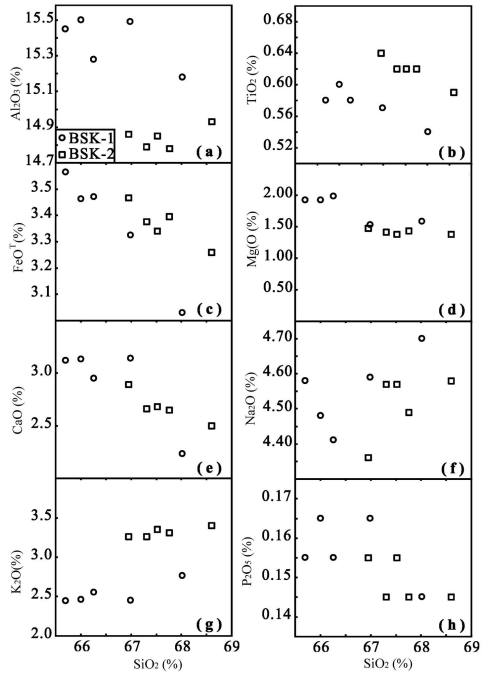 15.5
15.3
15.1
14.9
14.7
Al2O3 (%)
BSK-1
BSK-2
(a)
0.68
0.64
0.60
0.56
0.52
TiO2 (%)
(b)
3.5
3.4
3.3
3.2
3.1
FeOT(%)
(c)
2.00
1.50
1.00
0.50
0.00
Mg(O (%)
(d)
3.0
2.5
CaO (%)
(e)
4.70
4.60
4.50
4.40
Na2O (%)
(f)
3.5
3.0
2.5
2.0
K2O(%)
(g)
66 67 68 69
SiO2 (%)
0.17
0.16
0.15
0.14
P2O5 (%)
(h)
66 67 68 69
SiO2 (%)